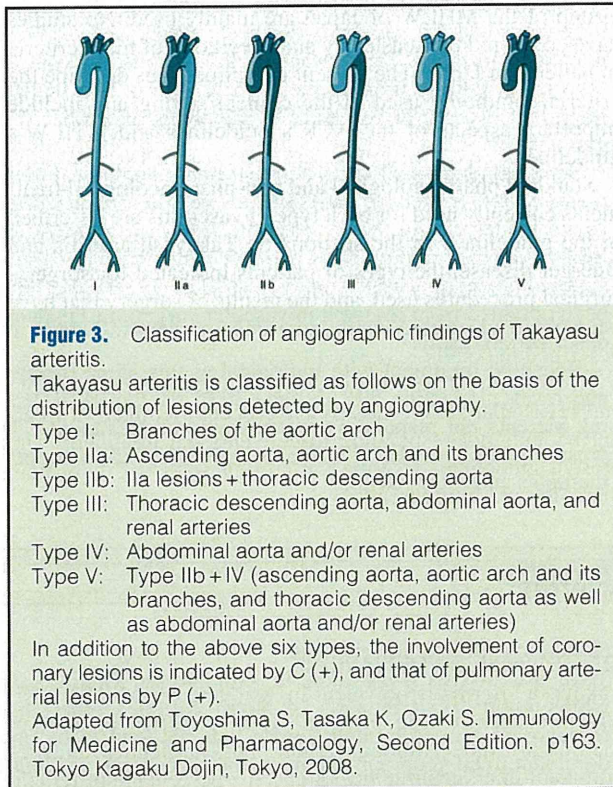 I IIa IIb III IV V
Figure 3. Classification of angiographic findings of Takayasu
arteritis.
Takayasu arteritis is classified as follows on the basis of the
distribution of lesions detected by angiography.
Type I: Branches of the aortic arch
Type IIa: Ascending aorta, aortic arch and its branches
Type IIb: IIa lesions + thoracic descending aorta
Type III: Thoracic descending aorta, abdominal aorta, and
renal arteries
Type IV: Abdominal aorta and/or renal arteries
Type V: Type IIb + IV (ascending aorta, aortic arch and its
branches, and thoracic descending aorta as well
as abdominal aorta and/or renal arteries)
In addition to the above six types, the involvement of coro-
nary lesions is indicated by C (+), and that of pulmonary arte-
rial lesions by P (+).
Adapted from Toyoshima S, Tasaka K, Ozaki S. Immunology
for Medicine and Pharmacology, Second Edition. p163.
Tokyo Kagaku Dojin, Tokyo, 2008.